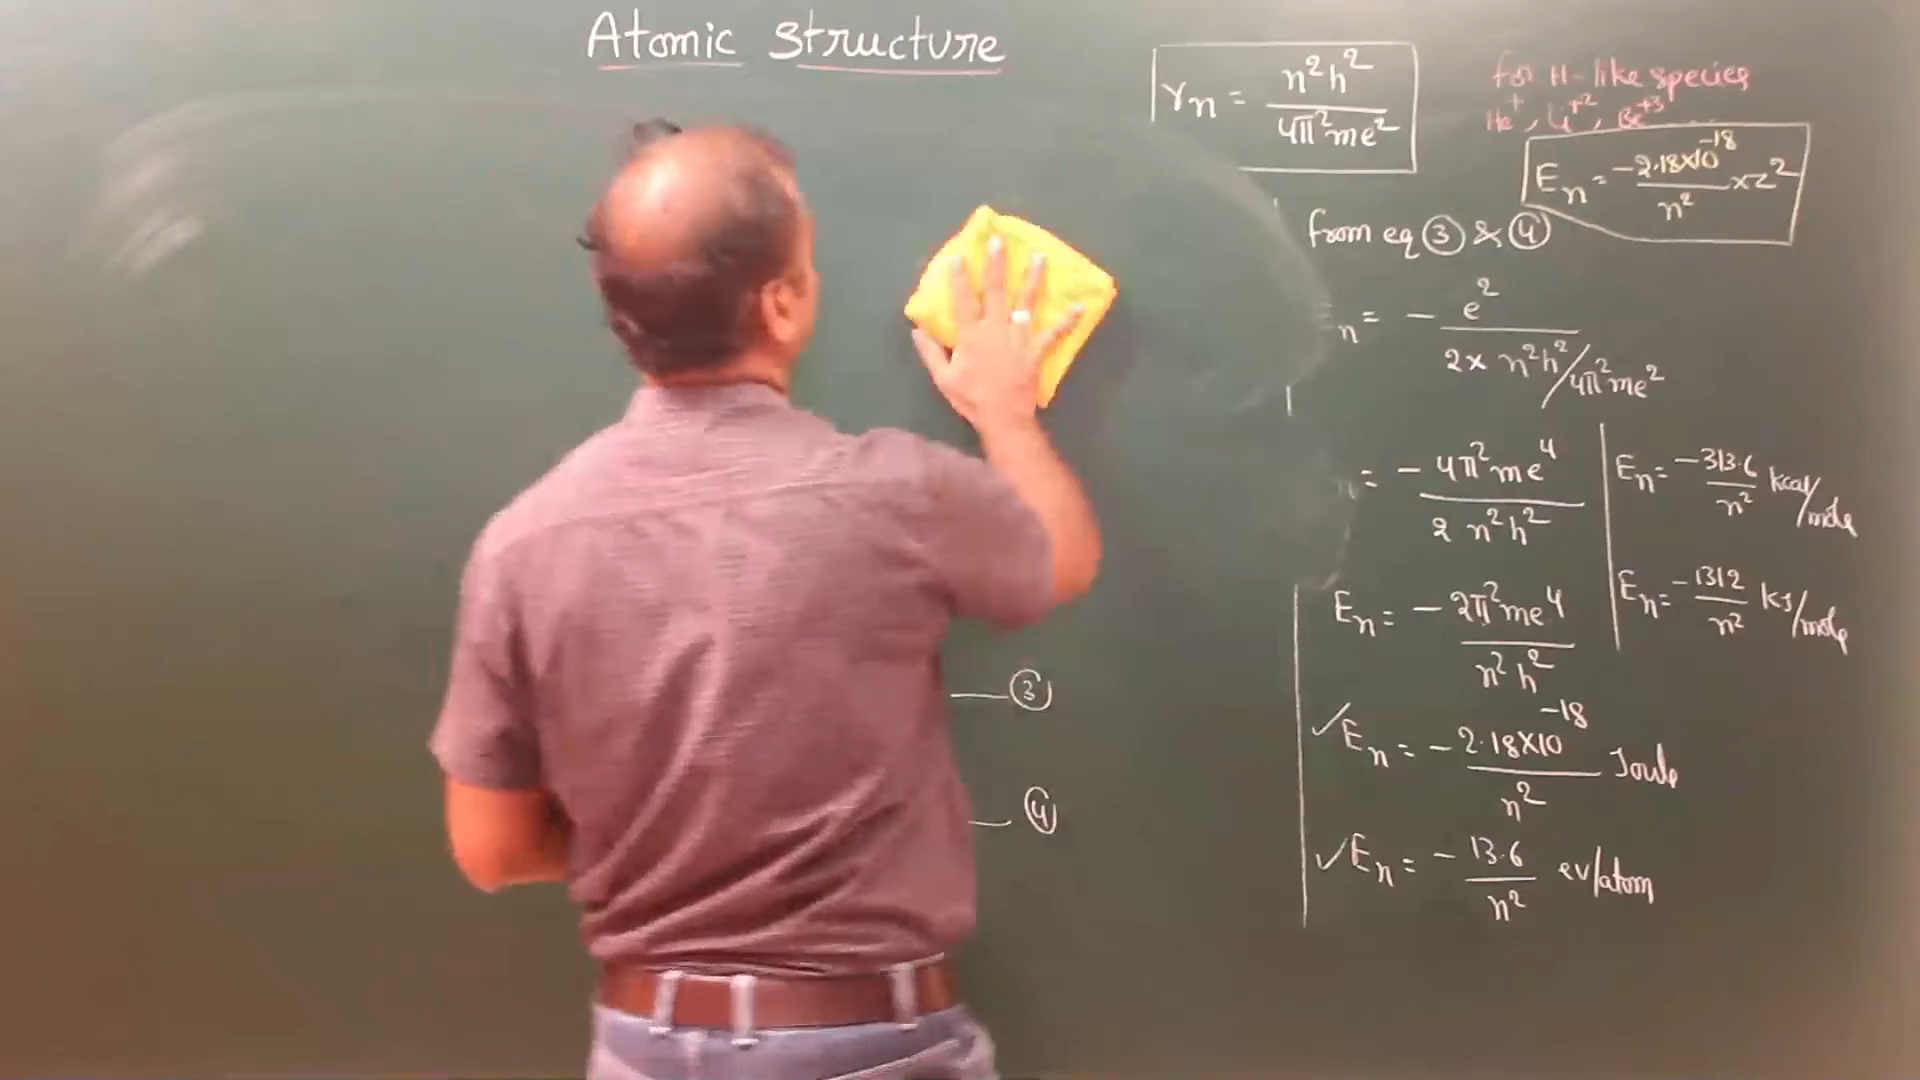 Atomic Structure
rn = n²h² / 4π²me²
for H-like species
He⁺, Li⁺², Be⁺³ ....
En = -2.18×10⁻¹⁸ / n² × Z²
from eq ③ & ④
n = - e² / 2× n²h²/4π²me²
= - 4π²me⁴ / 2 n²h²
En = - 2π²me⁴ / n²h²
✓En = - 2.18×10⁻¹⁸ / n² Joule
✓En = - 13.6 / n² ev/atom
En = -313.6 / n² kcal/mole
En = -1312 / n² kJ/mole
③
④